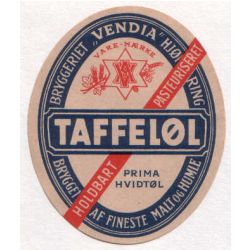 BRYGGERIET "VENDIA" HJØRRING
VARE-MÆRKE
PASTEURISERET
TAFFELØL
HOLDBART
PRIMA
HVIDTØL
BRYGGET AF FINESTE MALT OG HUMLE